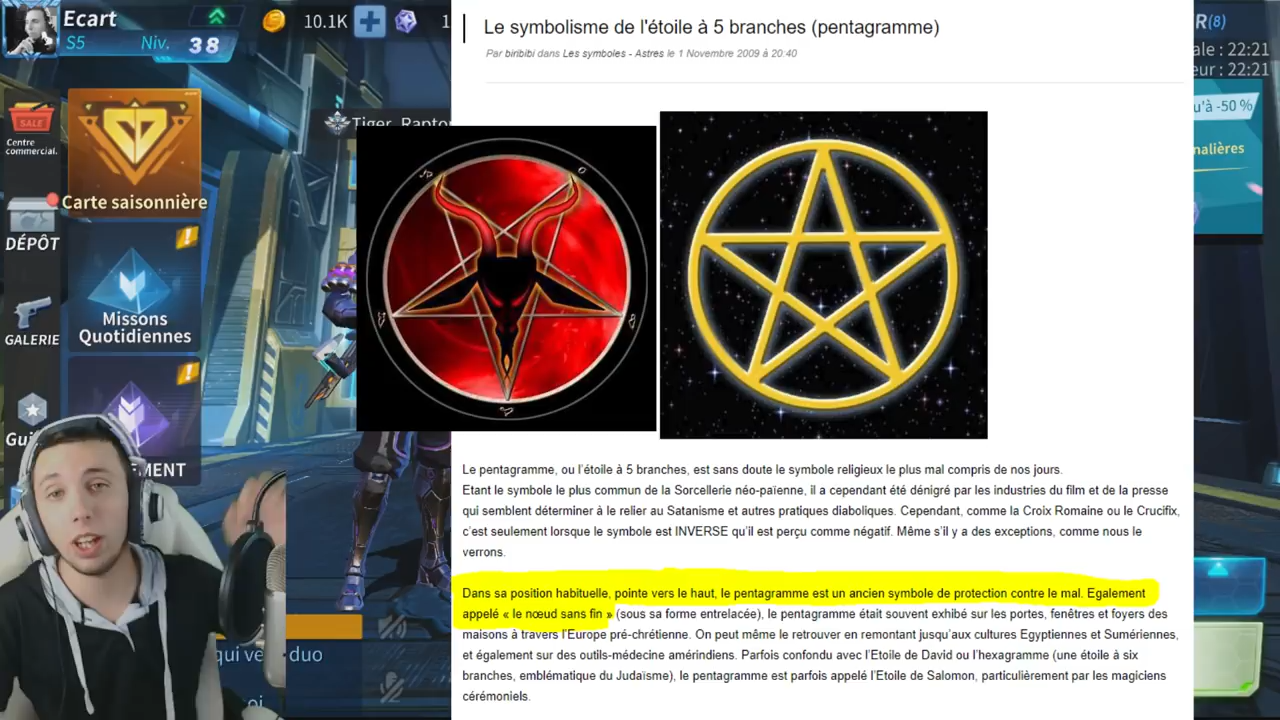 Ecart
S5 Niv. 38
10.1K
1
R(8)
ale : 22:21
eur : 22:21
u'à -50 %
nalières
SALE
Centre
commercial.
Carte saisonnière
DÉPÔT
Missons
Quotidiennes
GALERIE
Gui
EMENT
Tiger_Rapto
qui ve duo
oi
Le symbolisme de l'étoile à 5 branches (pentagramme)
Par biribibi dans Les symboles - Astres le 1 Novembre 2009 à 20:40
Le pentagramme, ou l'étoile à 5 branches, est sans doute le symbole religieux le plus mal compris de nos jours.
Etant le symbole le plus commun de la Sorcellerie néo-païenne, il a cependant été dénigré par les industries du film et de la presse
qui semblent déterminer à le relier au Satanisme et autres pratiques diaboliques. Cependant, comme la Croix Romaine ou le Crucifix,
c'est seulement lorsque le symbole est INVERSE qu'il est perçu comme négatif. Même s'il y a des exceptions, comme nous le
verrons.
Dans sa position habituelle, pointe vers le haut, le pentagramme est un ancien symbole de protection contre le mal. Egalement
appelé « le nœud sans fin » (sous sa forme entrelacée), le pentagramme était souvent exhibé sur les portes, fenêtres et foyers des
maisons à travers l'Europe pré-chrétienne. On peut même le retrouver en remontant jusqu'aux cultures Egyptiennes et Sumériennes,
et également sur des outils-médecine amérindiens. Parfois confondu avec l'Etoile de David ou l'hexagramme (une étoile à six
branches, emblématique du Judaïsme), le pentagramme est parfois appelé l'Etoile de Salomon, particulièrement par les magiciens
cérémoniels.